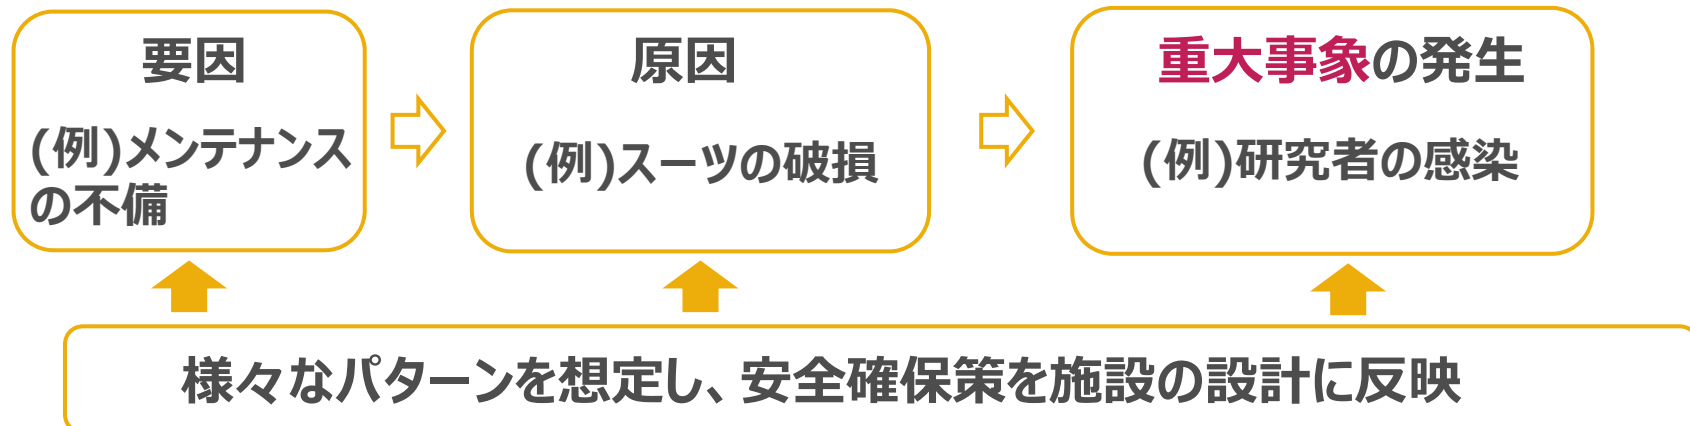 要因
(例)メンテナンス
の不備
原因
(例)スーツの破損
重大事象の発生
(例)研究者の感染
様々なパターンを想定し、安全確保策を施設の設計に反映